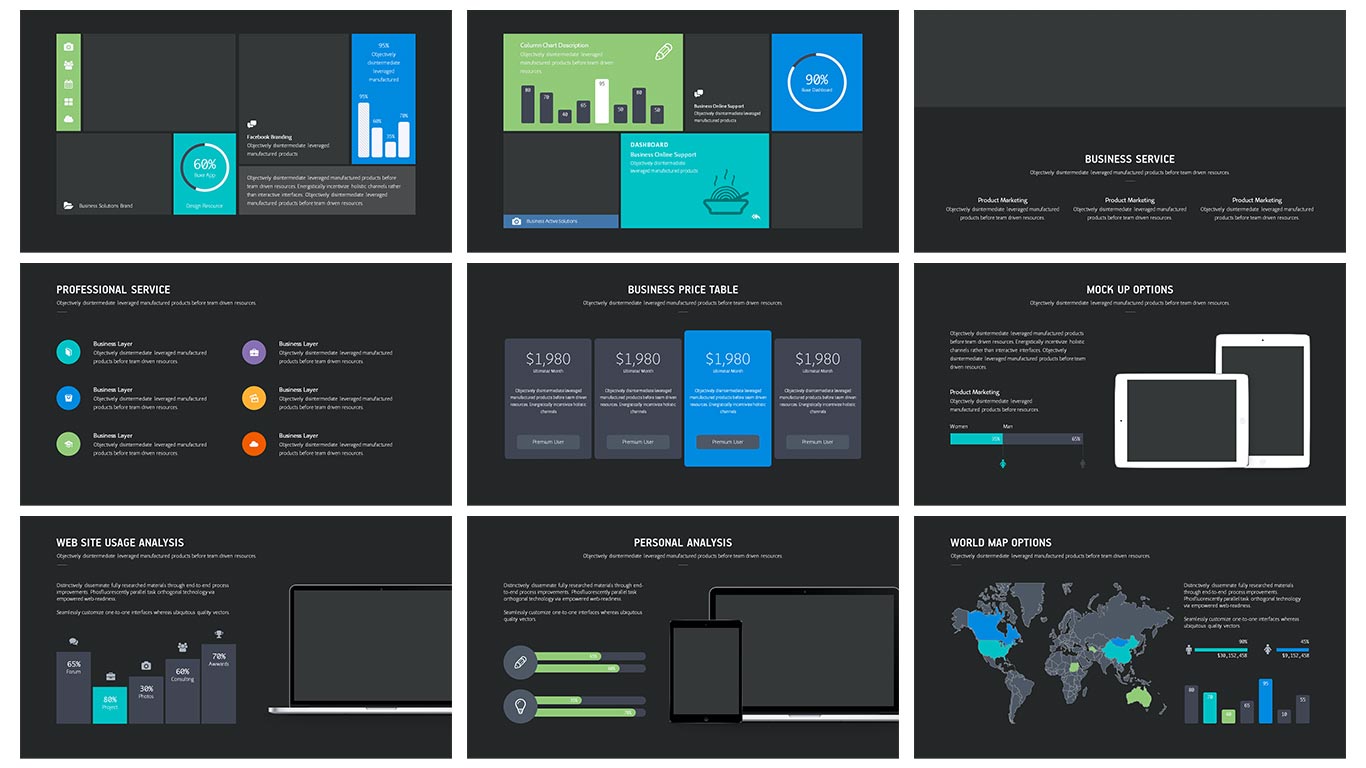 95%
Objectively
disintermediate
leveraged
manufactured
95%
60%
35%
70%
Facebook Branding
Objectively disintermediate leveraged
manufactured products
60%
Base App
Design Resource
Business Solutions Brand
Objectively disintermediate leveraged manufactured products before
team driven resources. Energistically incentivize holistic channels rather
than interactive interfaces. Objectively disintermediate leveraged
manufactured products before team driven resources.
Column Chart Description
Objectively disintermediate leveraged
manufactured products before team driven
resources.
80
70
40
65
95
50
80
50
Business Online Support
Objectively disintermediate leveraged
manufactured products
90%
Base Dashboard
DASHBOARD
Business Online Support
Objectively disintermediate
leveraged manufactured products
Business Active Solutions
BUSINESS SERVICE
Objectively disintermediate leveraged manufactured products before team driven resources.
Product Marketing
Objectively disintermediate leveraged manufactured
products before team driven resources.
Product Marketing
Objectively disintermediate leveraged manufactured
products before team driven resources.
Product Marketing
Objectively disintermediate leveraged manufactured
products before team driven resources.
PROFESSIONAL SERVICE
Objectively disintermediate leveraged manufactured products before team driven resources.
Business Layer
Objectively disintermediate leveraged manufactured
products before team driven resources.
Business Layer
Objectively disintermediate leveraged manufactured
products before team driven resources.
Business Layer
Objectively disintermediate leveraged manufactured
products before team driven resources.
Business Layer
Objectively disintermediate leveraged manufactured
products before team driven resources.
Business Layer
Objectively disintermediate leveraged manufactured
products before team driven resources.
Business Layer
Objectively disintermediate leveraged manufactured
products before team driven resources.
BUSINESS PRICE TABLE
Objectively disintermediate leveraged manufactured products before team driven resources.
$1,980
Ultimate/ Month
Objectively disintermediate leveraged
manufactured products before team driven
resources. Energistically incentivize holistic
channels
Premium User
$1,980
Ultimate/ Month
Objectively disintermediate leveraged
manufactured products before team driven
resources. Energistically incentivize holistic
channels
Premium User
$1,980
Ultimate/ Month
Objectively disintermediate leveraged
manufactured products before team driven
resources. Energistically incentivize holistic
channels
Premium User
$1,980
Ultimate/ Month
Objectively disintermediate leveraged
manufactured products before team driven
resources. Energistically incentivize holistic
channels
Premium User
MOCK UP OPTIONS
Objectively disintermediate leveraged manufactured products before team driven resources.
Objectively disintermediate leveraged manufactured products
before team driven resources. Energistically incentivize holistic
channels rather than interactive interfaces. Objectively
disintermediate leveraged manufactured products before team
driven resources.
Product Marketing
Objectively disintermediate leveraged
manufactured products before resources.
Women
Man
35%
65%
WEB SITE USAGE ANALYSIS
Objectively disintermediate leveraged manufactured products before team driven resources.
Distinctively disseminate fully researched materials through end to end process
improvements. Phosfluorescently parallel task orthogonal technology via
empowered web-readiness.
Seamlessly customize one-to-one interfaces whereas ubiquitous quality vectors.
65%
Forum
80%
Project
30%
Photos
60%
Consulting
70%
Awwards
PERSONAL ANALYSIS
Objectively disintermediate leveraged manufactured products before team driven resources.
Distinctively disseminate fully researched materials through end-
to-end process improvements. Phosfluorescently parallel task
orthogonal technology via empowered web-readiness.
Seamlessly customize one-to-one interfaces whereas ubiquitous
quality vectors.
WORLD MAP OPTIONS
Objectively disintermediate leveraged manufactured products before team driven resources.
Distinctively disseminate fully researched materials
through end-to-end process improvements.
Phosfluorescently parallel task orthogonal technology
via empowered web-readiness.
Seamlessly customize one-to-one interfaces whereas
ubiquitous quality vectors
90%
$30,152,458
45%
$9,152,458
80
70
65
95
10
55